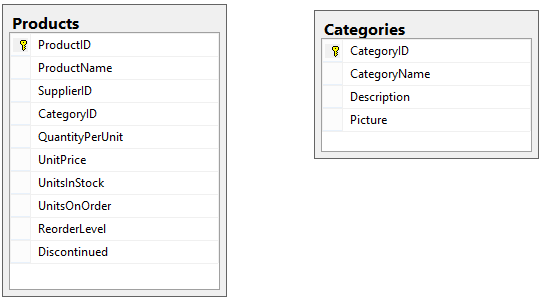 Products
ProductID
ProductName
SupplierID
CategoryID
QuantityPerUnit
UnitPrice
UnitsInStock
UnitsOnOrder
ReorderLevel
Discontinued
Categories
CategoryID
CategoryName
Description
Picture